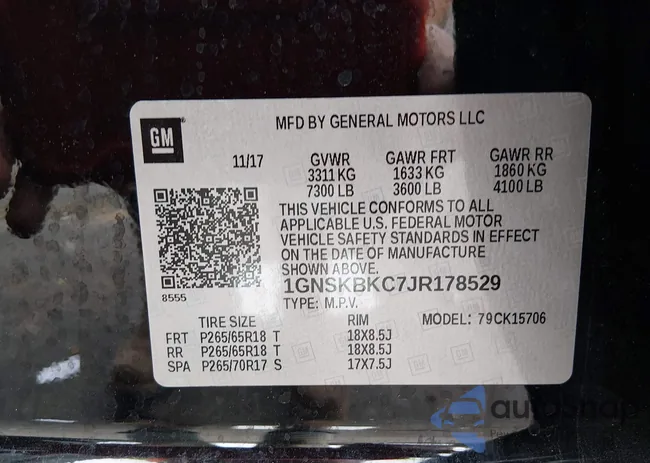 GM
MFD BY GENERAL MOTORS LLC
11/17 GVWR GAWR FRT GAWR RR
3311 KG 1633 KG 1860 KG
7300 LB 3600 LB 4100 LB
THIS VEHICLE CONFORMS TO ALL
APPLICABLE U.S. FEDERAL MOTOR
VEHICLE SAFETY STANDARDS IN EFFECT
ON THE DATE OF MANUFACTURE
SHOWN ABOVE.
8555
1GNSKBKC7JR178529
TYPE: M.P.V.
TIRE SIZE RIM MODEL: 79CK15706
FRT P265/65R18 T 18X8.5J
RR P265/65R18 T 18X8.5J
SPA P265/70R17 S 17X7.5J